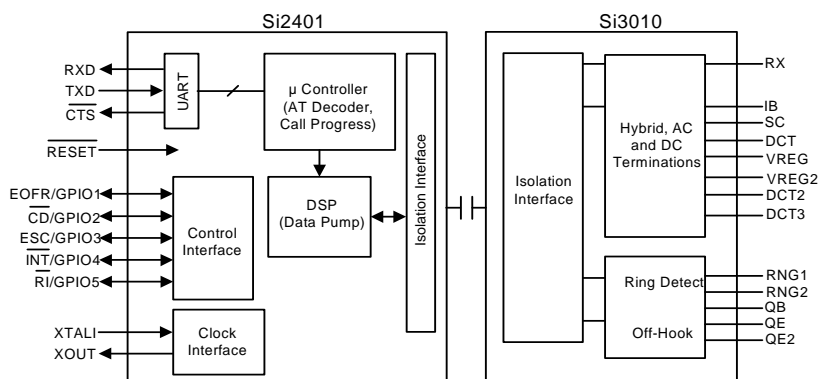 Si2401
Si3010
RXD
TXD
CTS
RESET
EOFR/GPIO1
CD/GPIO2
ESC/GPIO3
INT/GPIO4
RI/GPIO5
XTALI
XOUT
UART
µ Controller
(AT Decoder,
Call Progress)
DSP
(Data Pump)
Control
Interface
Clock
Interface
Isolation Interface
Isolation
Interface
Hybrid, AC
and DC
Terminations
Ring Detect
Off-Hook
RX
IB
SC
DCT
VREG
VREG2
DCT2
DCT3
RNG1
RNG2
QB
QE
QE2